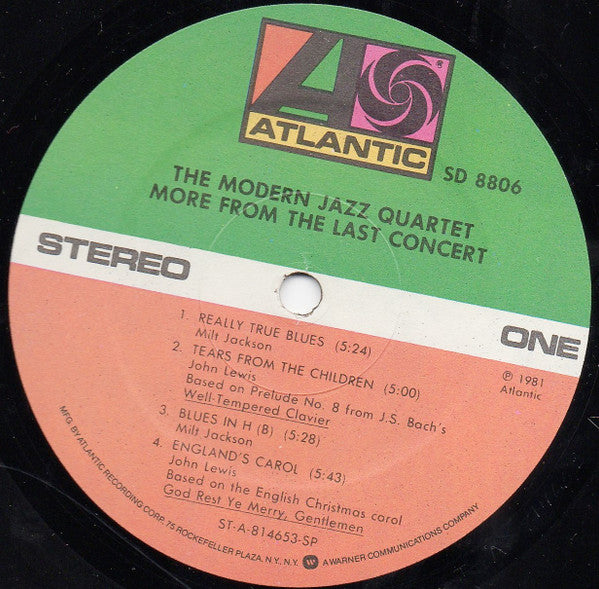 ATLANTIC
®
SD 8806
THE MODERN JAZZ QUARTET
MORE FROM THE LAST CONCERT
STEREO
ONE
1. REALLY TRUE BLUES (5:24)
Milt Jackson
2. TEARS FROM THE CHILDREN (5:00)
John Lewis
Based on Prelude No. 8 from J.S. Bach's
Well-Tempered Clavier
3. BLUES IN H (B) (5:28)
Milt Jackson
4. ENGLAND'S CAROL (5:43)
John Lewis
Based on the English Christmas carol
God Rest Ye Merry, Gentlemen
℗ 1981
Atlantic
ST-A-814653-SP
MFG. BY ATLANTIC RECORDING CORP. 75 ROCKEFELLER PLAZA, N.Y., N.Y. W A WARNER COMMUNICATIONS COMPANY